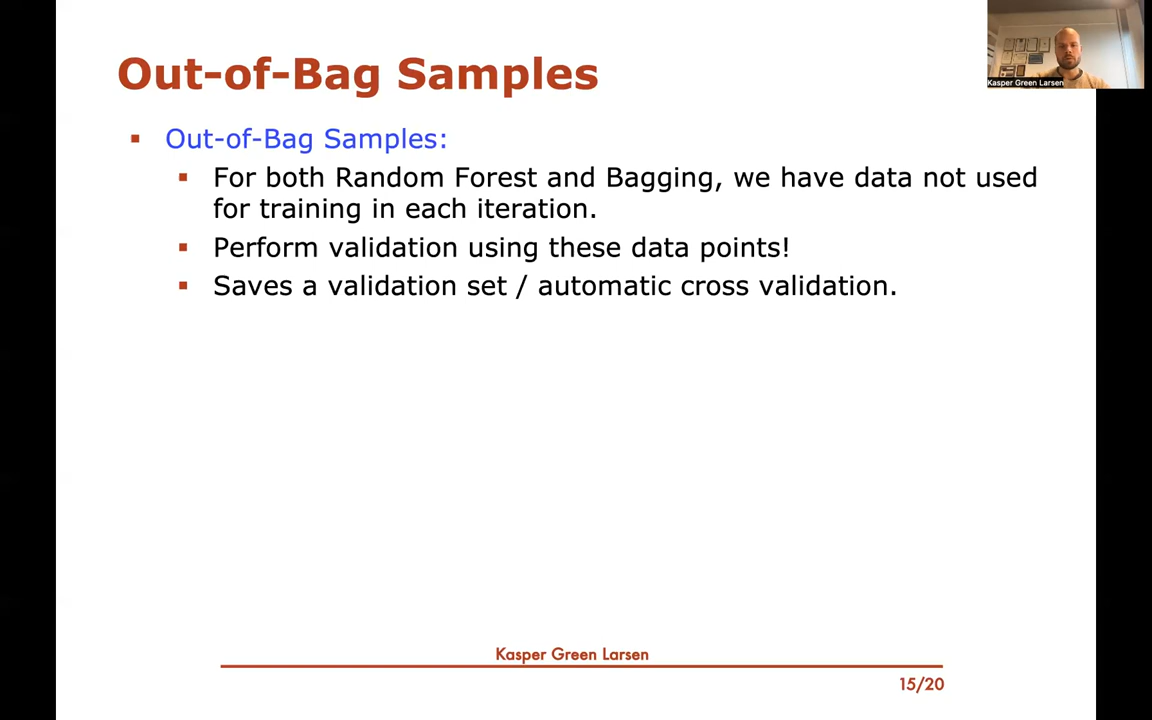 Out-of-Bag Samples
Kasper Green Larsen
Out-of-Bag Samples:
For both Random Forest and Bagging, we have data not used
for training in each iteration.
Perform validation using these data points!
Saves a validation set / automatic cross validation.
Kasper Green Larsen
15/20